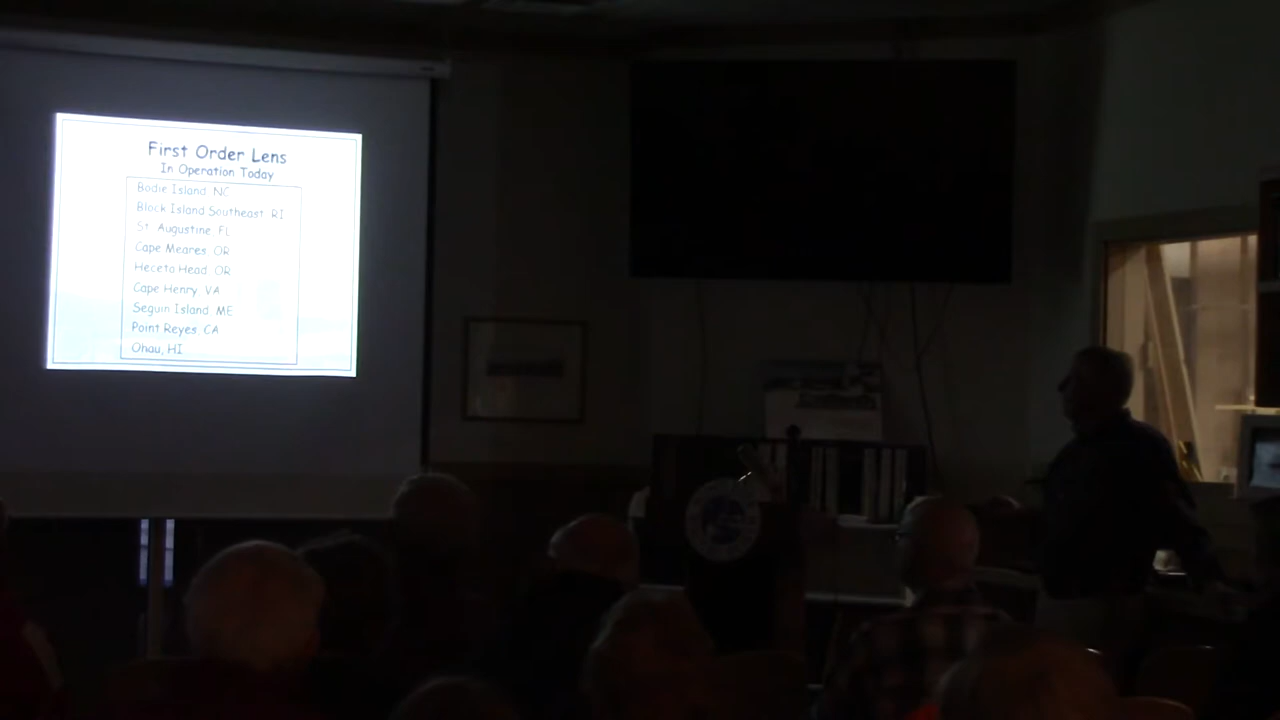 First Order Lens
In Operation Today
Bodie Island NC
Block Island Southeast RI
St. Augustine FL
Cape Meares OR
Heceta Head OR
Cape Henry VA
Seguin Island ME
Point Reyes CA
Ohau, HI